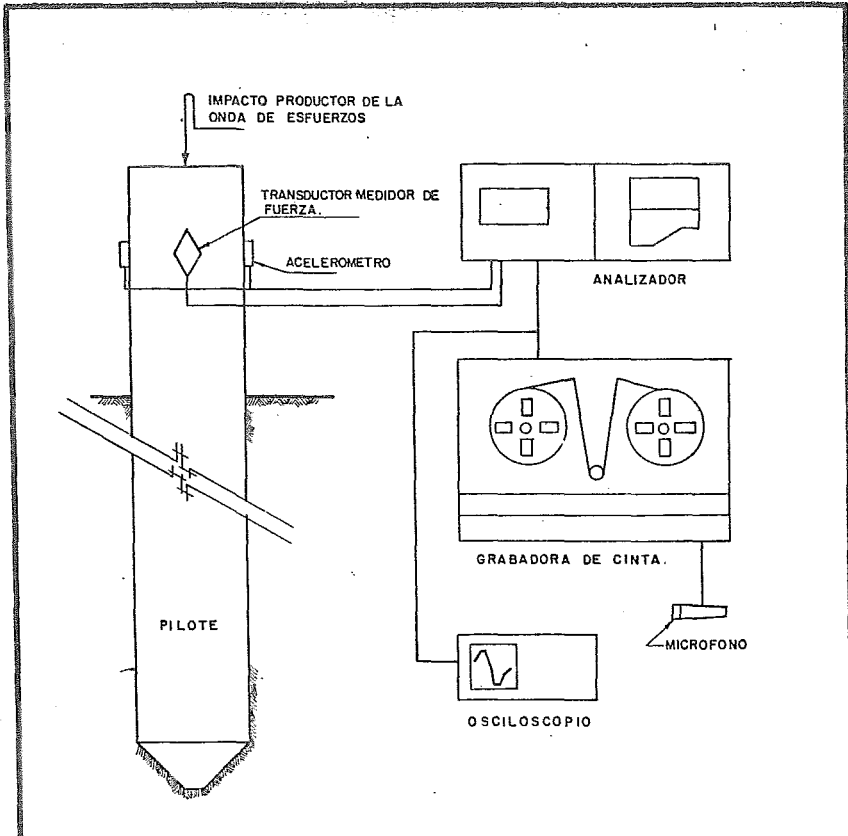 IMPACTO PRODUCTOR DE LA
ONDA DE ESFUERZOS
TRANSDUCTOR MEDIDOR DE
FUERZA.
ACELEROMETRO
ANALIZADOR
GRABADORA DE CINTA.
PILOTE
MICROFONO
OSCILOSCOPIO